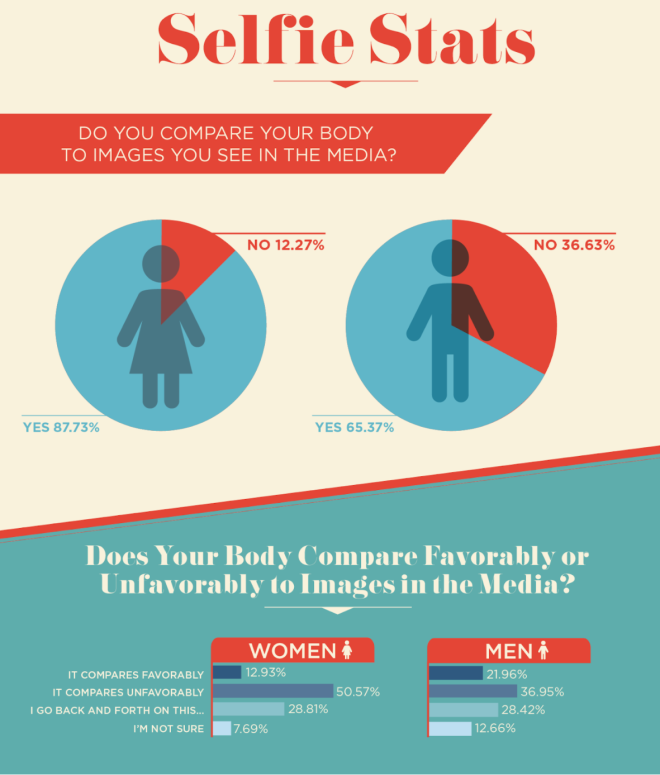 Selfie Stats
DO YOU COMPARE YOUR BODY
TO IMAGES YOU SEE IN THE MEDIA?
NO 12.27%
NO 36.63%
YES 87.73%
YES 65.37%
Does Your Body Compare Favorably or
Unfavorably to Images in the Media?
WOMEN
MEN
IT COMPARES FAVORABLY 12.93% 21.96%
IT COMPARES UNFAVORABLY 50.57% 36.95%
I GO BACK AND FORTH ON THIS... 28.81% 28.42%
I'M NOT SURE 7.69% 12.66%